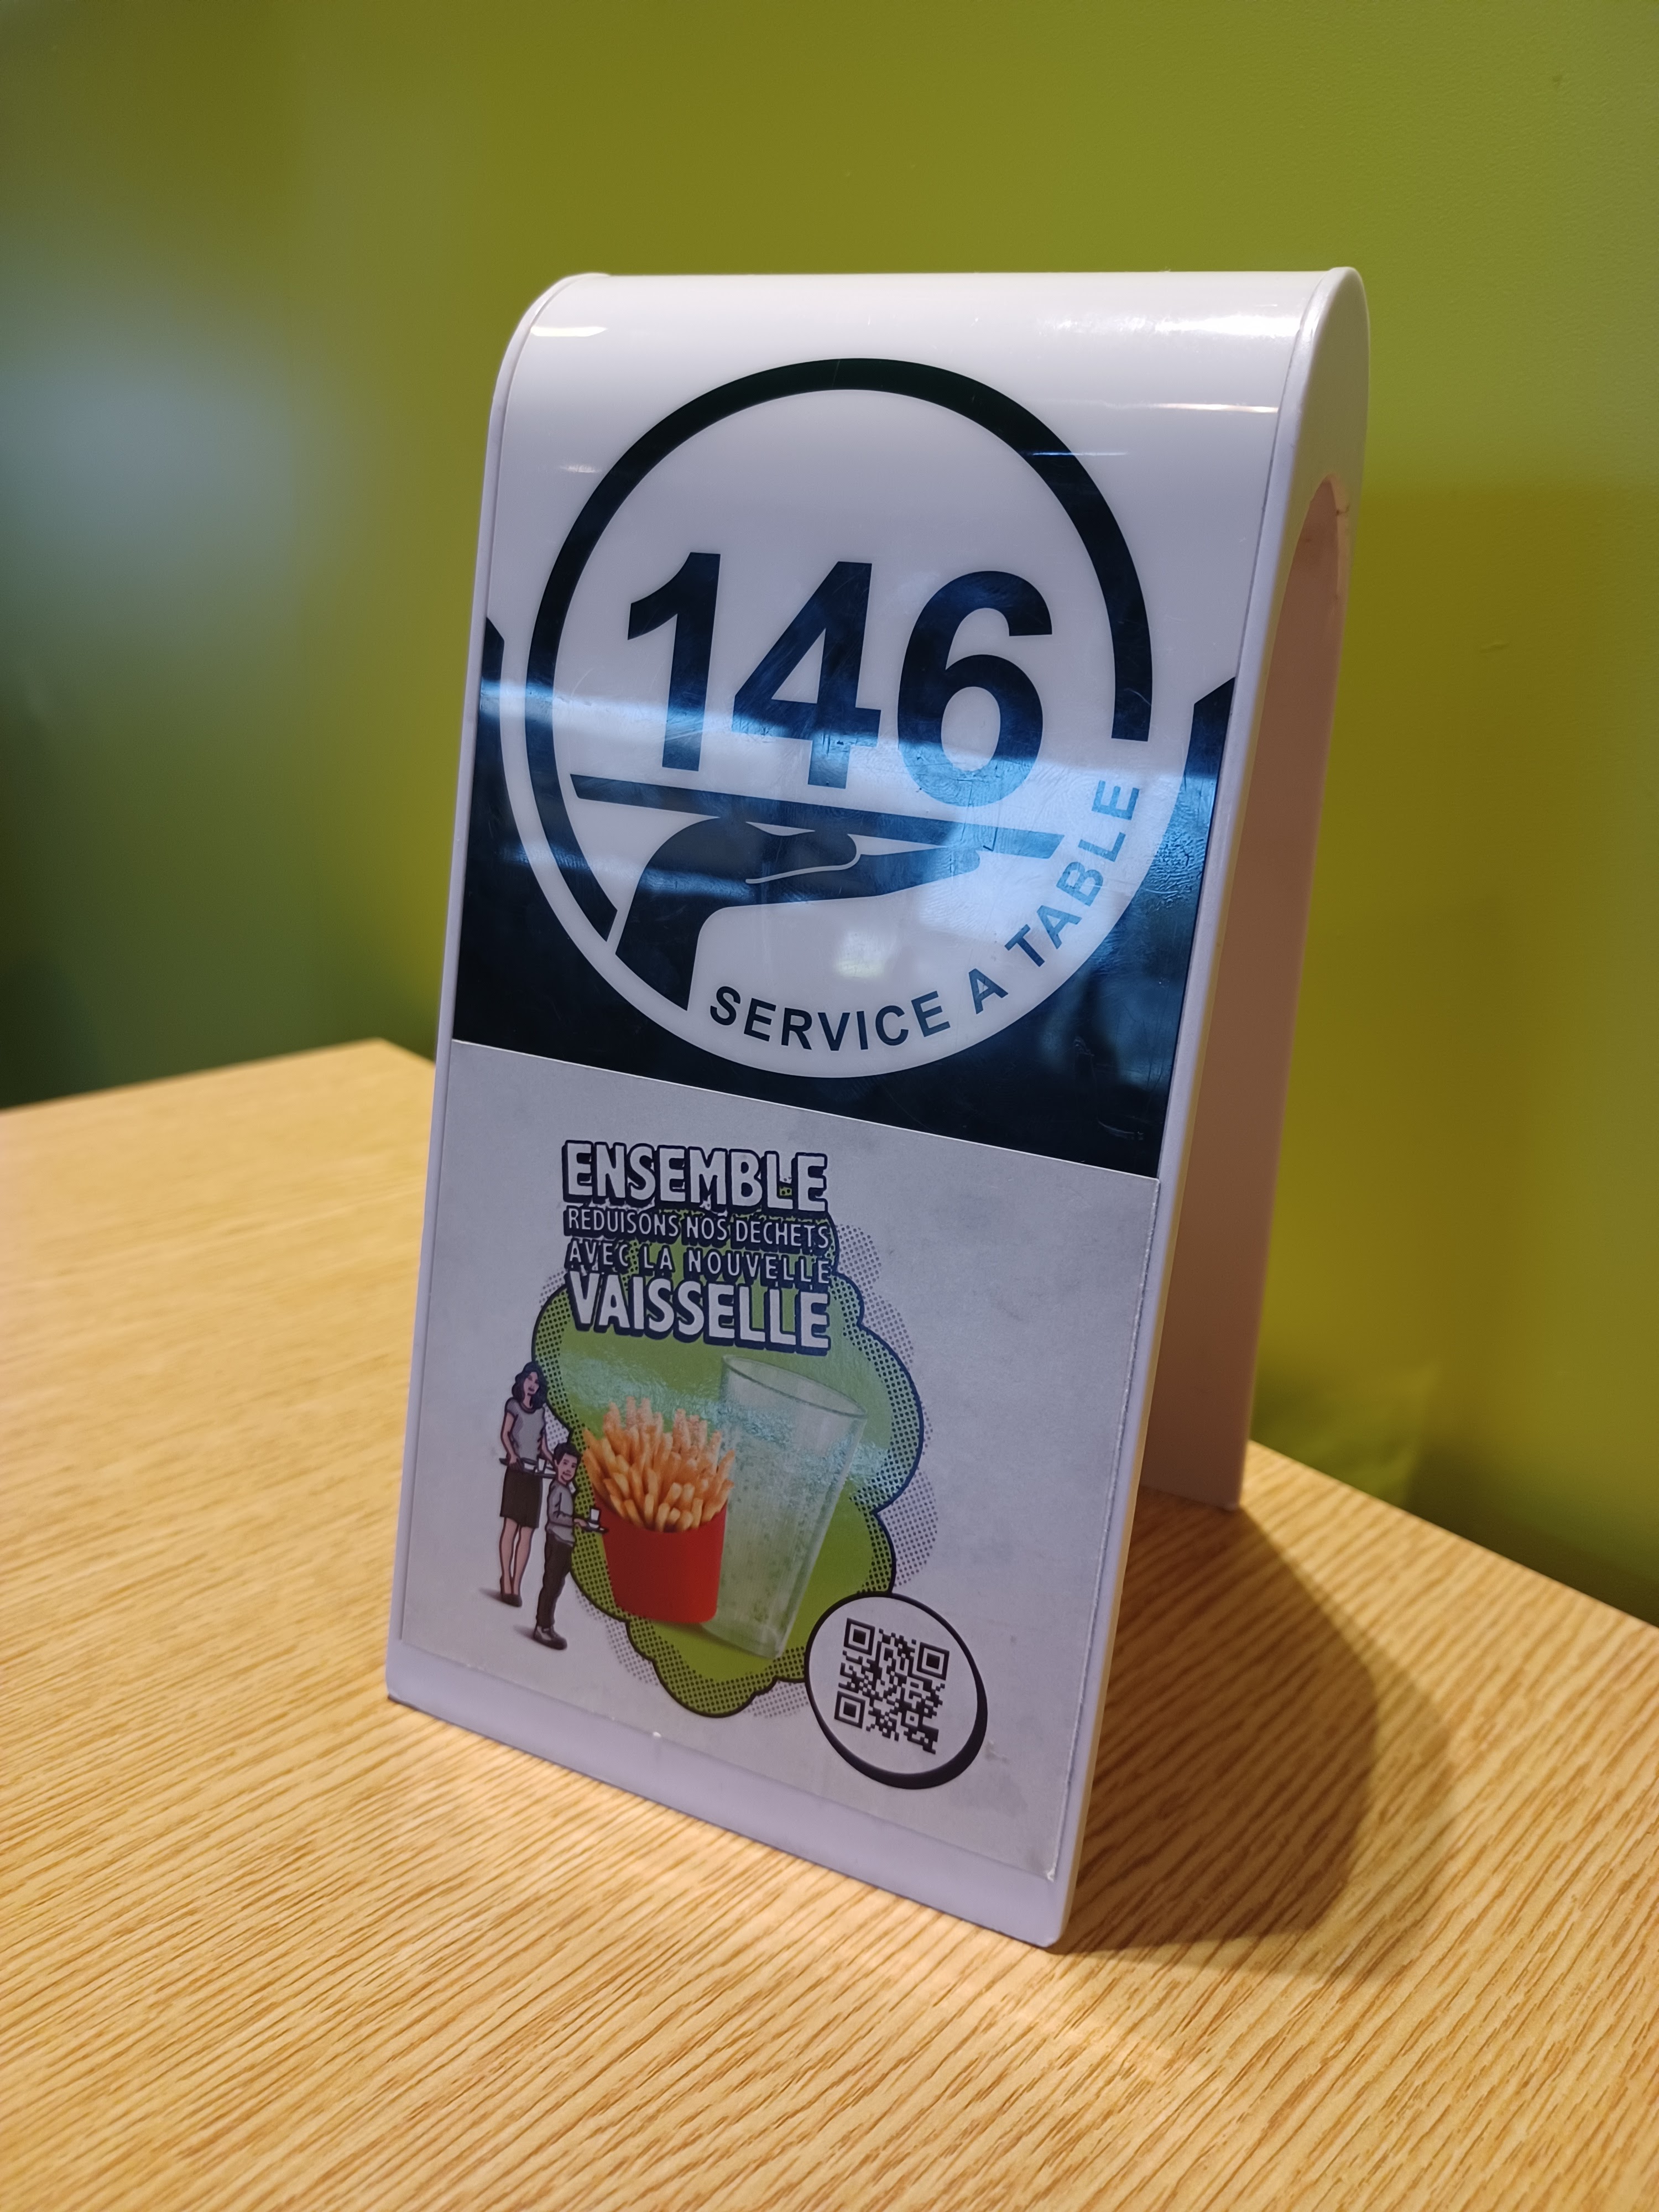 146
SERVICE A TABLE
ENSEMBLE
REDUISONS NOS DECHETS
AVEC LA NOUVELLE
VAISSELLE